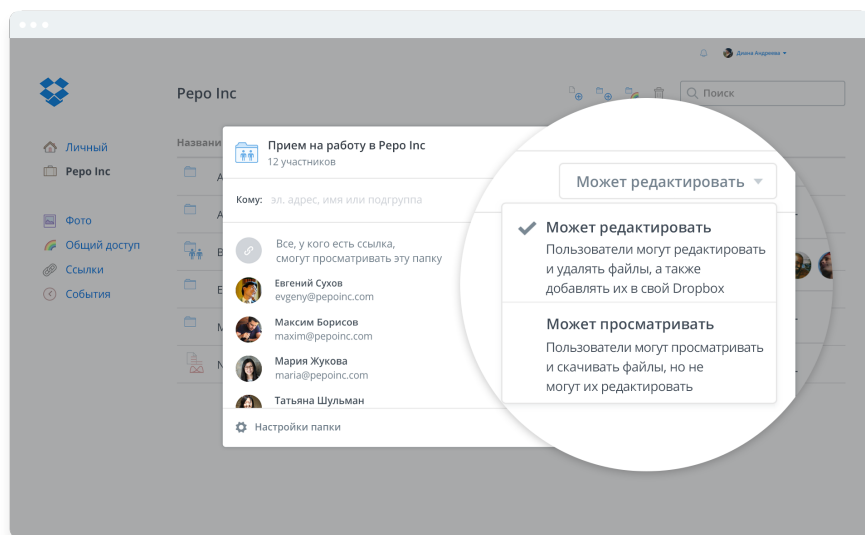 Диана Андреева
Pepo Inc
Поиск
Личный
Pepo Inc
Фото
Общий доступ
Ссылки
События
Названи
Прием на работу в Pepo Inc
12 участников
Кому: эл. адрес, имя или подгруппа
Все, у кого есть ссылка,
смогут просматривать эту папку
Евгений Сухов
evgeny@pepoinc.com
Максим Борисов
maxim@pepoinc.com
Мария Жукова
maria@pepoinc.com
Татьяна Шульман
Настройки папки
Может редактировать
Может редактировать
Пользователи могут редактировать
и удалять файлы, а также
добавлять их в свой Dropbox
Может просматривать
Пользователи могут просматривать
и скачивать файлы, но не
могут их редактировать